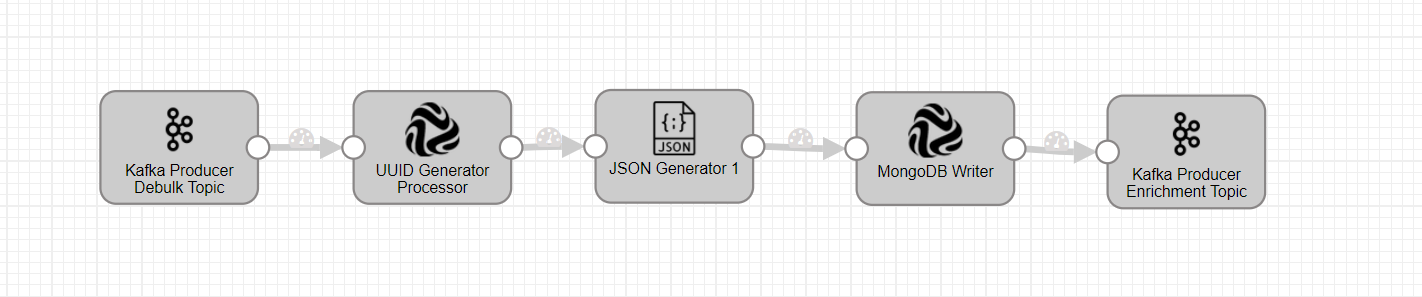 Kafka Producer
Debulk Topic
UUID Generator
Processor
{;}
JSON
JSON Generator 1
MongoDB Writer
Kafka Producer
Enrichment Topic